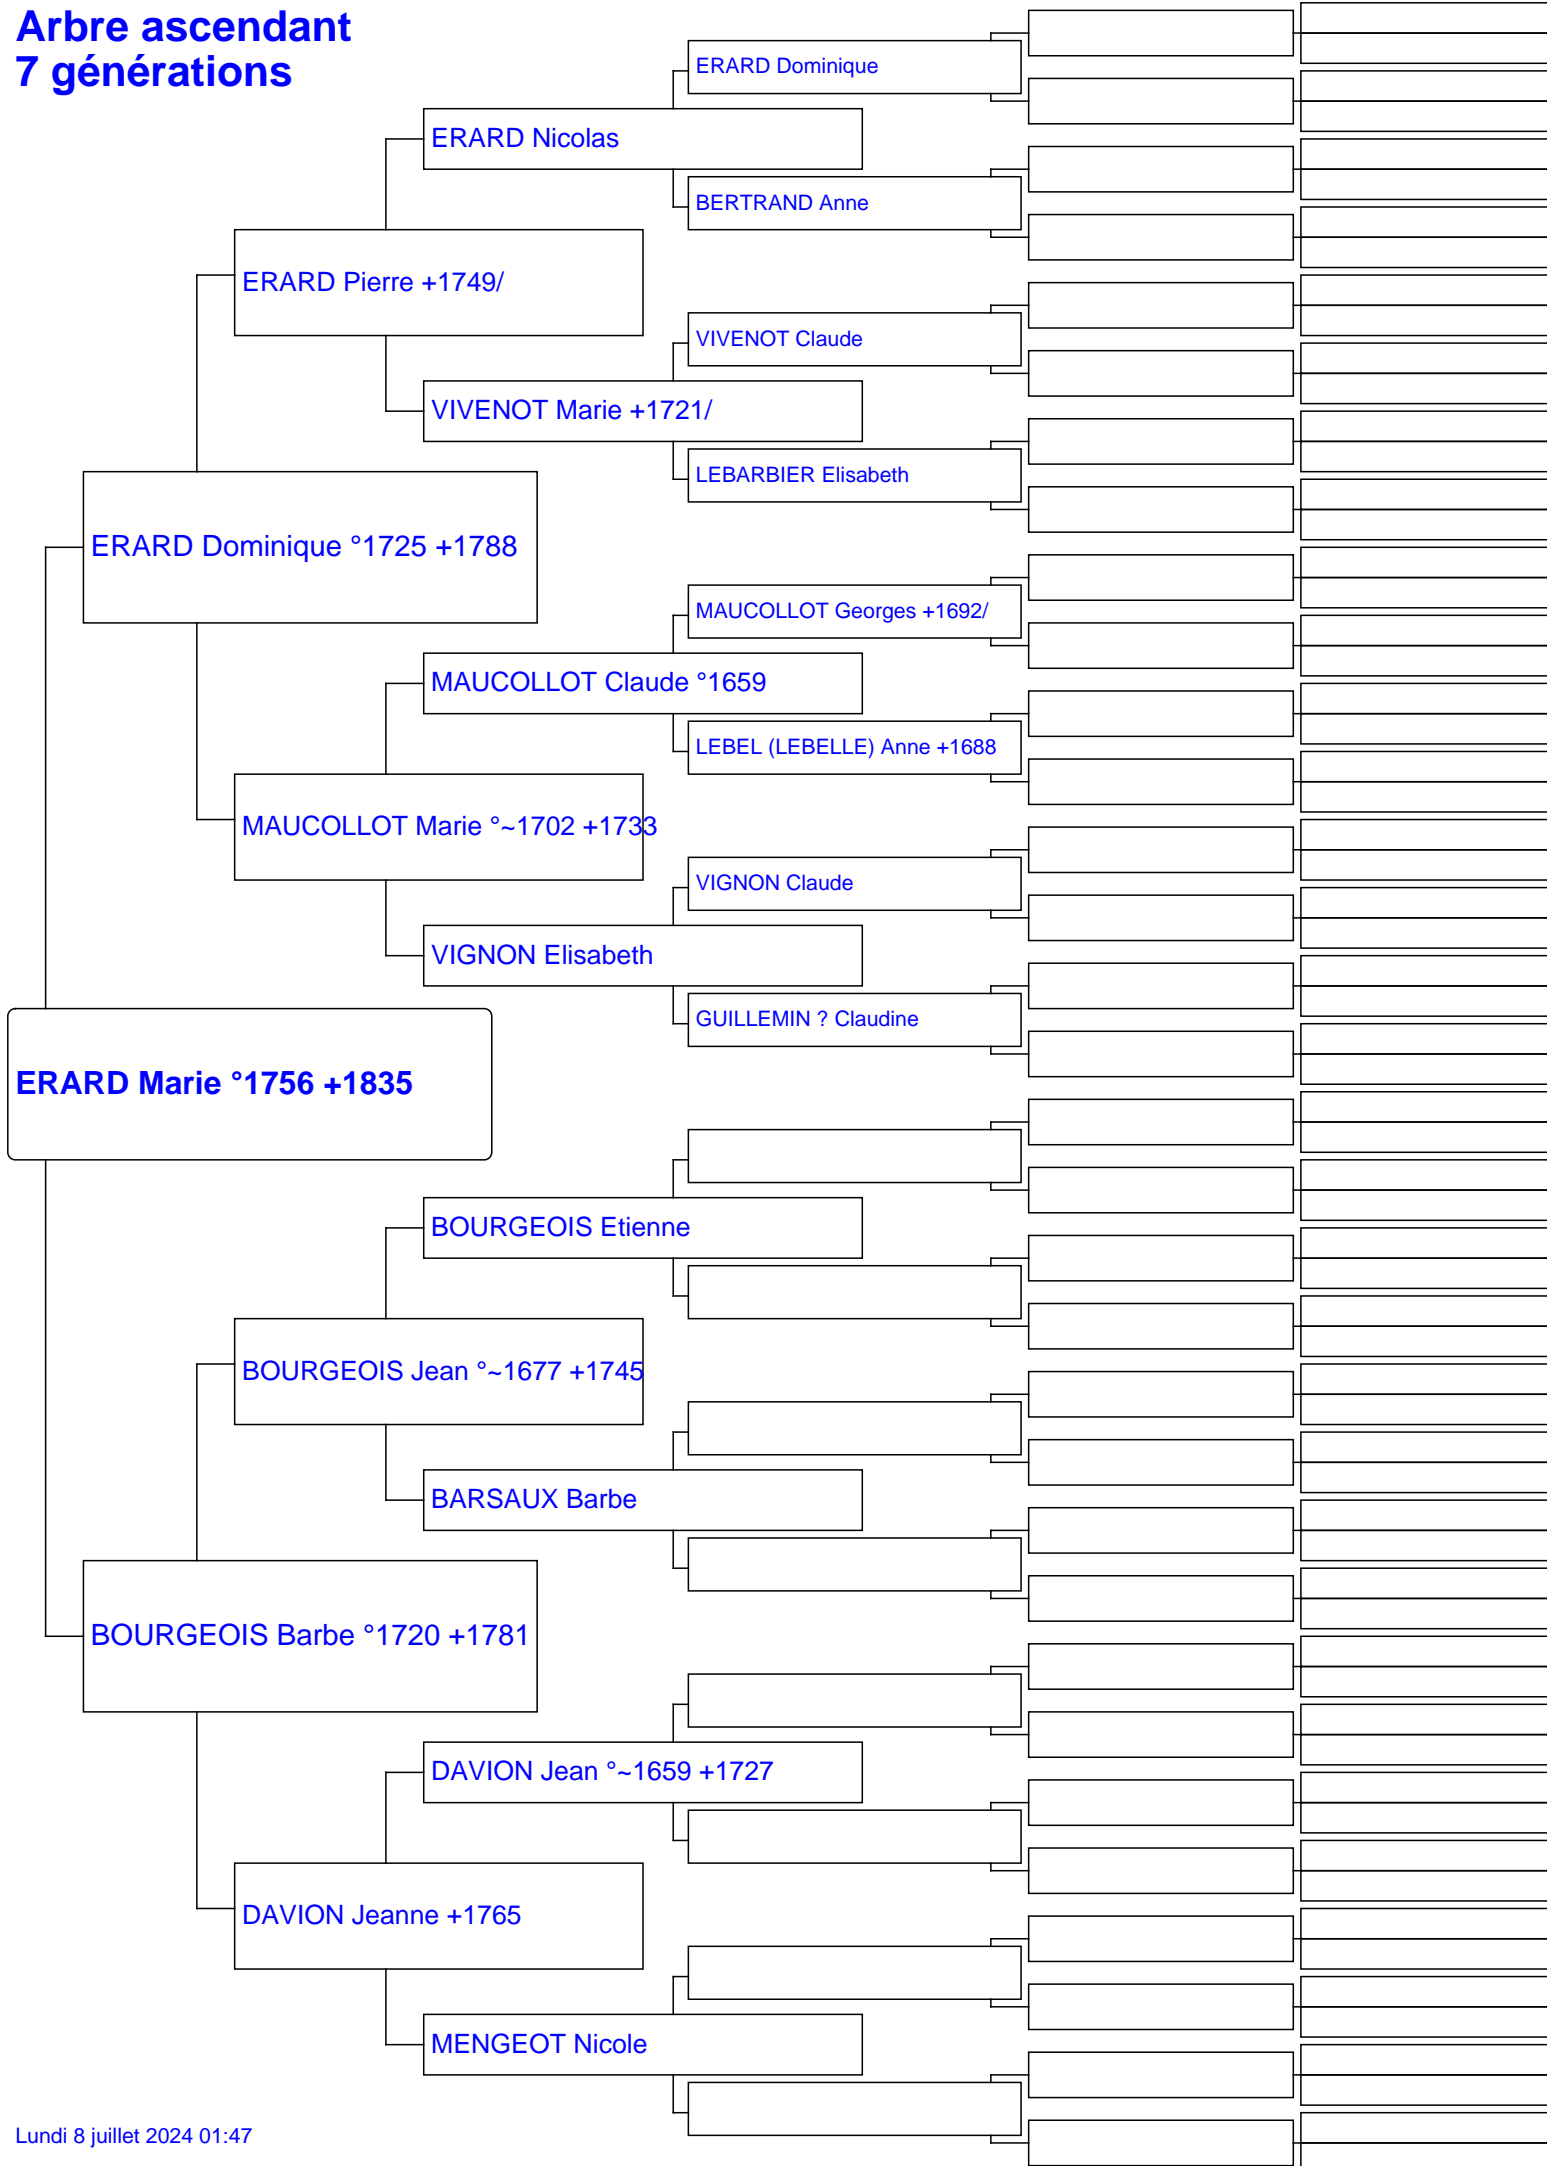 Arbre ascendant
7 générations
ERARD Dominique
ERARD Nicolas
BERTRAND Anne
ERARD Pierre +1749/
VIVENOT Claude
VIVENOT Marie +1721/
LEBARBIER Elisabeth
ERARD Dominique °1725 +1788
MAUCOLLOT Georges +1692/
MAUCOLLOT Claude °1659
LEBEL (LEBELLE) Anne +1688
MAUCOLLOT Marie °~1702 +1733
VIGNON Claude
VIGNON Elisabeth
GUILLEMIN ? Claudine
ERARD Marie °1756 +1835
BOURGEOIS Etienne
BOURGEOIS Jean °~1677 +1745
BARSAUX Barbe
BOURGEOIS Barbe °1720 +1781
DAVION Jean °~1659 +1727
DAVION Jeanne +1765
MENGEOT Nicole
Lundi 8 juillet 2024 01:47